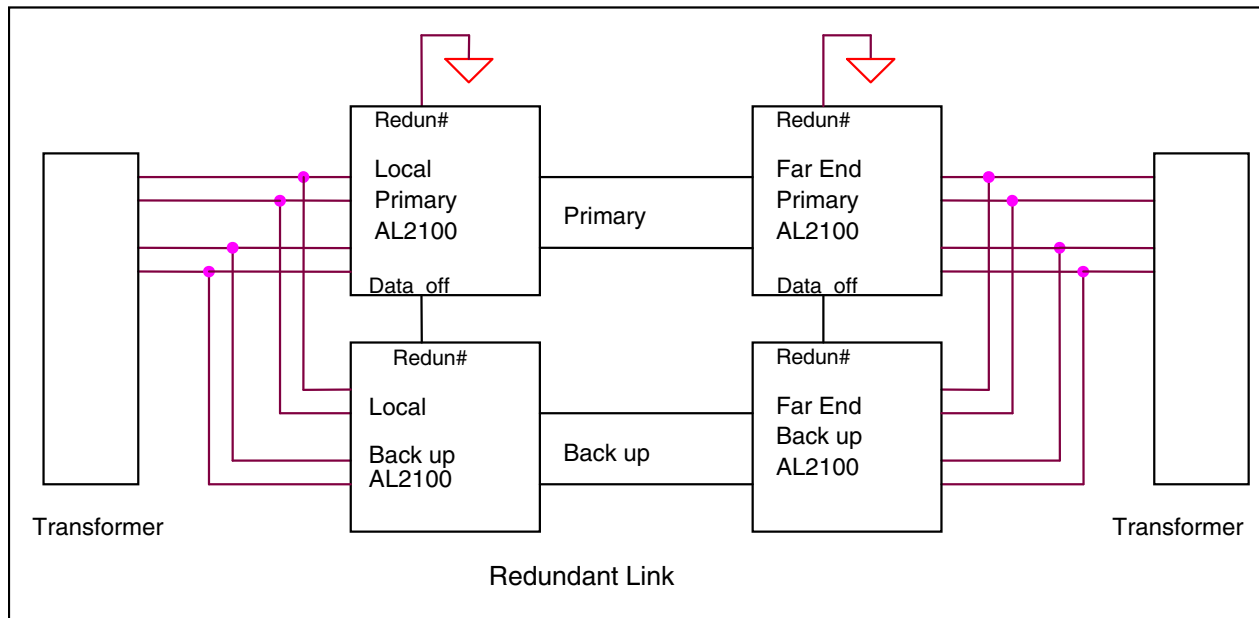 Redun#
Local
Primary
AL2100
Data_off
Primary
Redun#
Far End
Primary
AL2100
Data_off
Redun#
Local
Back up
AL2100
Back up
Redun#
Far End
Back up
AL2100
Transformer
Transformer
Redundant Link